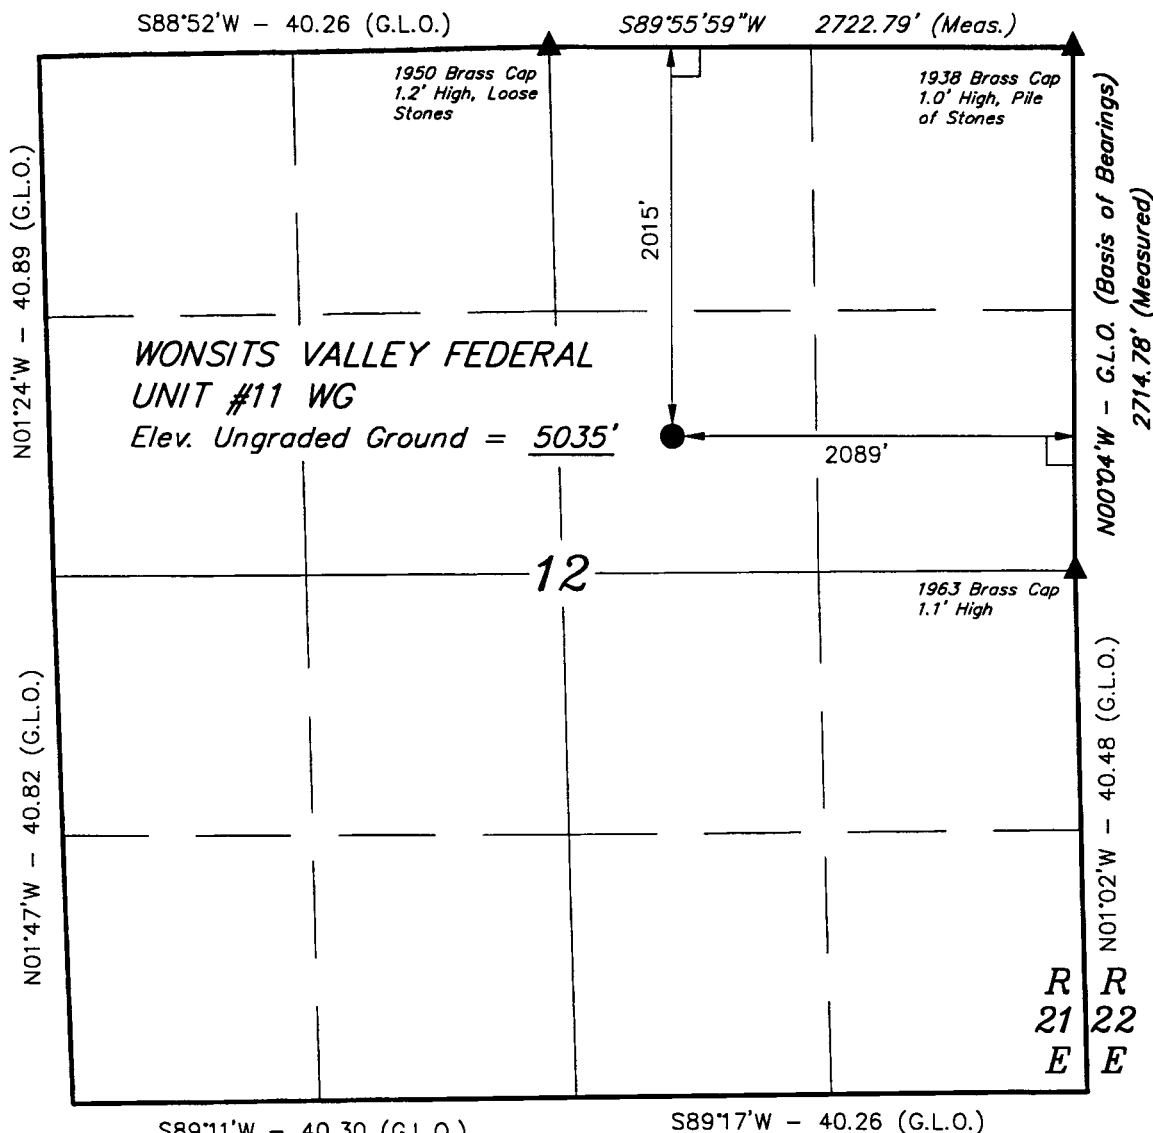 S88°52'W – 40.26 (G.L.O.)
S89°55'59"W 2722.79' (Meas.)
1950 Brass Cap
1.2' High, Loose
Stones
1938 Brass Cap
1.0' High, Pile
of Stones
N01°24'W – 40.89 (G.L.O.)
2015'
N00°04'W – G.L.O. (Basis of Bearings)
2714.78' (Measured)
WONSITS VALLEY FEDERAL
UNIT #11 WG
Elev. Ungraded Ground = 5035'
2089'
12
1963 Brass Cap
1.1' High
N01°47'W – 40.82 (G.L.O.)
N01°02'W – 40.48 (G.L.O.)
R R
21 22
E E
S89°11'W – 40.30 (G.L.O.)
S89°17'W – 40.26 (G.L.O.)